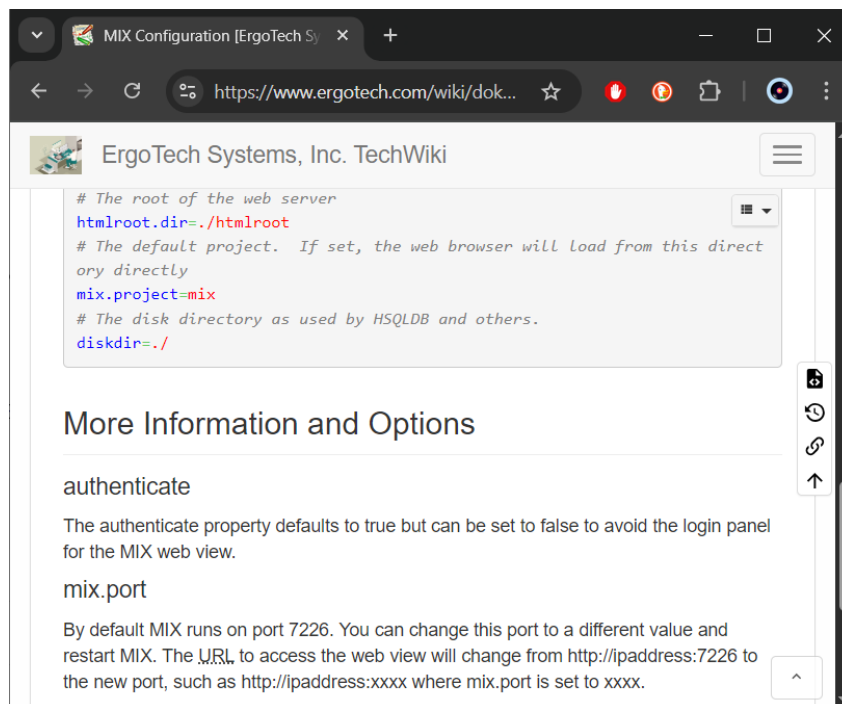 MIX Configuration [ErgoTech Sy
https://www.ergotech.com/wiki/dok...
ErgoTech Systems, Inc. TechWiki
# The root of the web server
htmlroot.dir=./htmlroot
# The default project.  If set, the web browser will load from this direct
ory directly
mix.project=mix
# The disk directory as used by HSQLDB and others.
diskdir=./
More Information and Options
authenticate
The authenticate property defaults to true but can be set to false to avoid the login panel
for the MIX web view.
mix.port
By default MIX runs on port 7226. You can change this port to a different value and
restart MIX. The URL to access the web view will change from http://ipaddress:7226 to
the new port, such as http://ipaddress:xxxx where mix.port is set to xxxx.